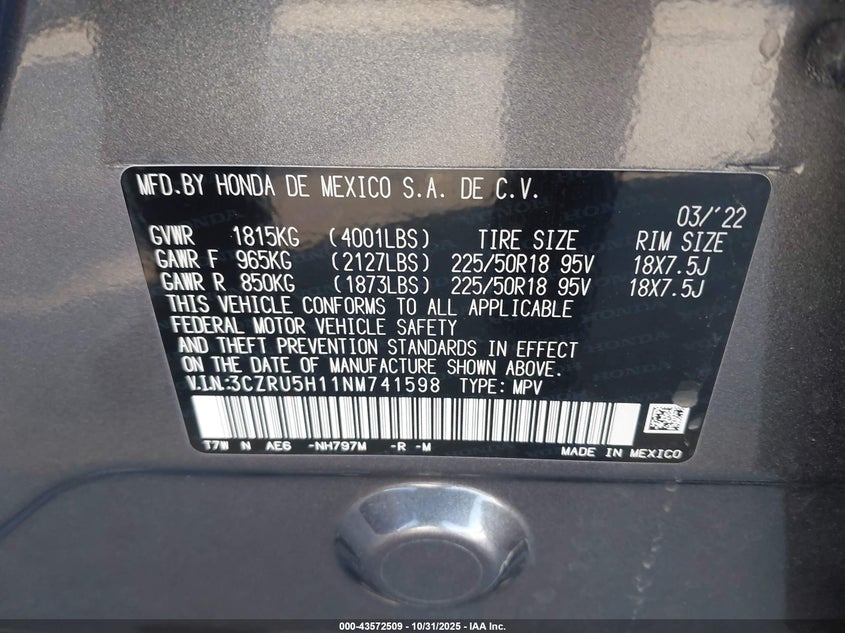 MFD.BY HONDA DE MEXICO S.A. DE C.V.
03/'22
GVWR 1815KG (4001LBS) TIRE SIZE RIM SIZE
GAWR F 965KG (2127LBS) 225/50R18 95V 18X7.5J
GAWR R 850KG (1873LBS) 225/50R18 95V 18X7.5J
THIS VEHICLE CONFORMS TO ALL APPLICABLE
FEDERAL MOTOR VEHICLE SAFETY
AND THEFT PREVENTION STANDARDS IN EFFECT
ON THE DATE OF MANUFACTURE SHOWN ABOVE.
V.I.N:3CZRU5H11NM741598 TYPE: MPV
T7W N AE6 -NH797M -R -M
MADE IN MEXICO
000-43572509 - 10/31/2025 - IAA Inc.